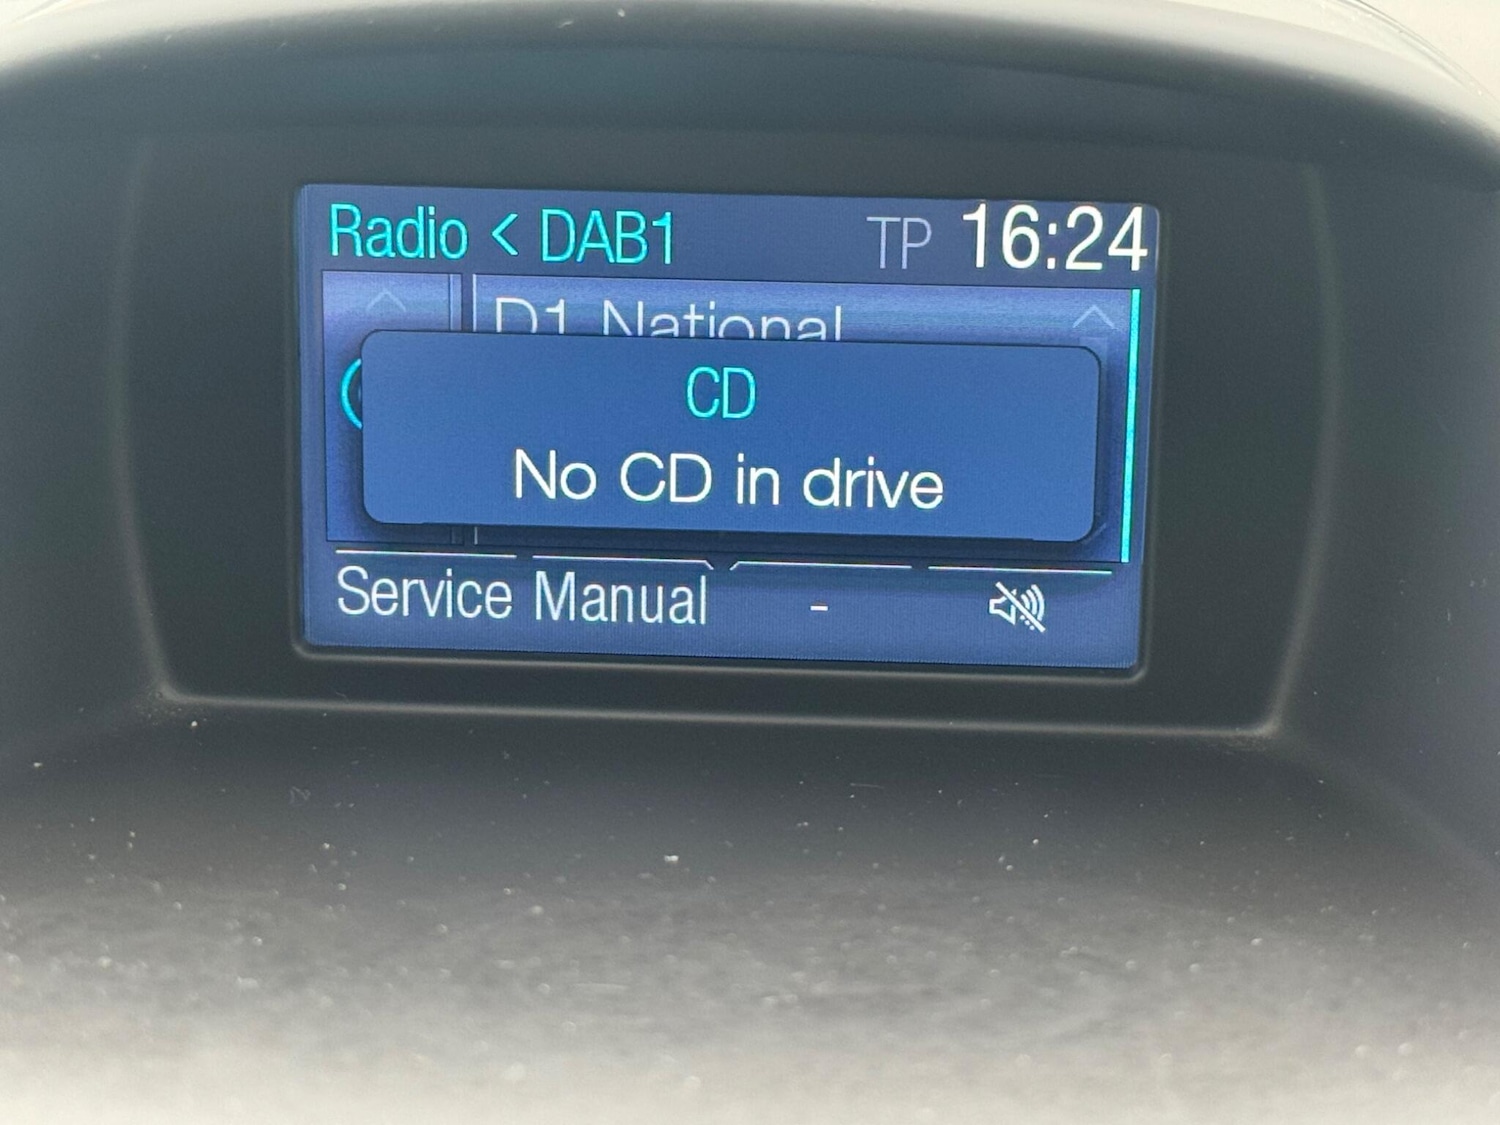 Radio < DAB1 TP 16:24
D1 National
CD
No CD in drive
Service Manual -